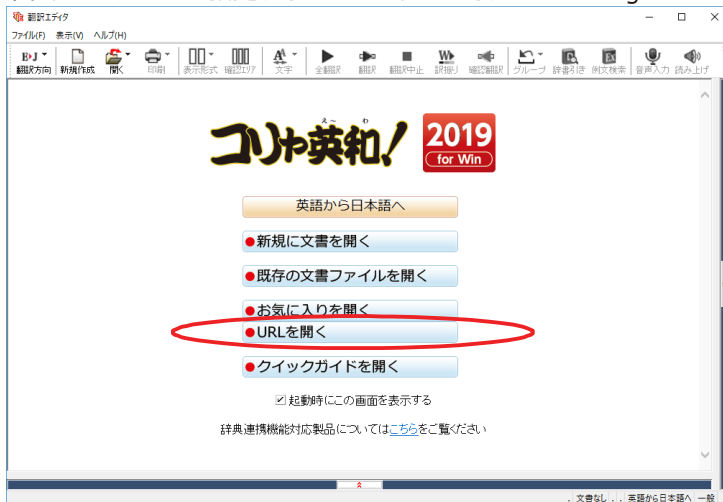 翻訳エディタ
ファイル(F) 表示(V) ヘルプ(H)
E▶J
翻訳方向 新規作成 開く 印刷 表示形式 確認エリア 文字 全翻訳 翻訳 翻訳中止 訳振り 確認翻訳 グループ 辞書引き 例文検索 音声入力 読み上げ
え~ わ
コリャ英和! 2019
for Win
英語から日本語へ
●新規に文書を開く
●既存の文書ファイルを開く
●お気に入りを開く
●URLを開く
●クイックガイドを開く
起動時にこの画面を表示する
辞典連携機能対応製品についてはこちらをご覧ください
文書なし . . 英語から日本語へ 一般